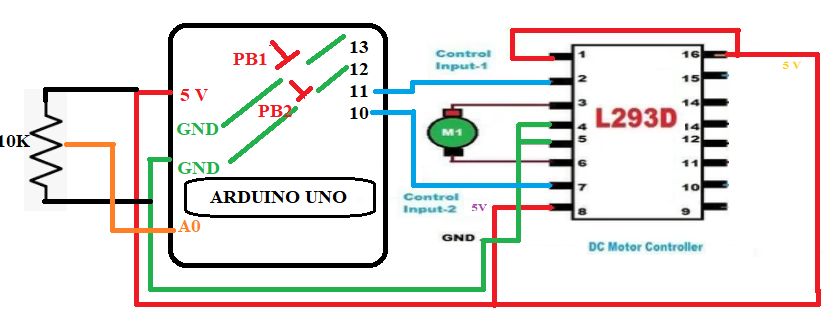 13
PB1
12
5 V
11
PB2
10
GND
GND
10K
ARDUINO UNO
A0
Control
Input-1
1
2
3
4
5
6
7
8
16
15
14
14
12
11
10
9
L293D
M1
Control
Input-2
5V
GND
5 V
DC Motor Controller